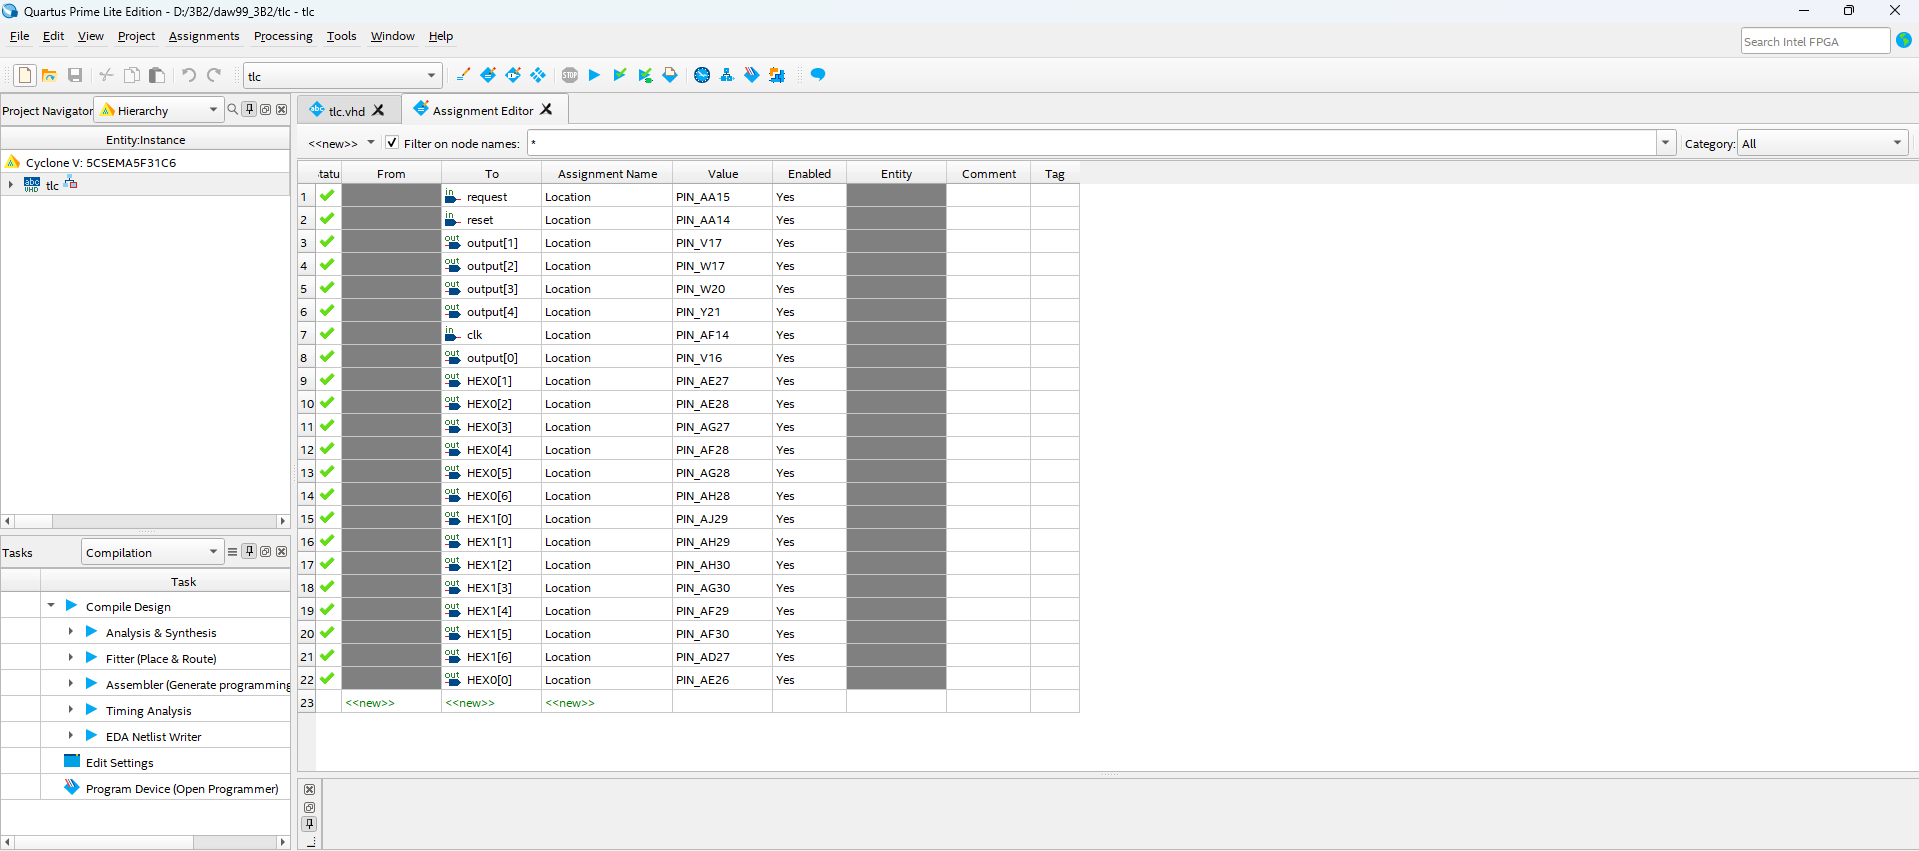 Quartus Prime Lite Edition - D:/3B2/daw99_3B2/tlc - tlc
File Edit View Project Assignments Processing Tools Window Help
Search Intel FPGA
tlc
STOP
Project Navigator Hierarchy
Entity:Instance
Cyclone V: 5CSEMA5F31C6
abc VHD tlc
Tasks Compilation
Task
Compile Design
Analysis & Synthesis
Fitter (Place & Route)
Assembler (Generate programming
Timing Analysis
EDA Netlist Writer
Edit Settings
Program Device (Open Programmer)
abc tlc.vhd Assignment Editor
<<new>> Filter on node names: * Category: All
tatu From To Assignment Name Value Enabled Entity Comment Tag
1 in request Location PIN_AA15 Yes
2 in reset Location PIN_AA14 Yes
3 out output[1] Location PIN_V17 Yes
4 out output[2] Location PIN_W17 Yes
5 out output[3] Location PIN_W20 Yes
6 out output[4] Location PIN_Y21 Yes
7 in clk Location PIN_AF14 Yes
8 out output[0] Location PIN_V16 Yes
9 out HEX0[1] Location PIN_AE27 Yes
10 out HEX0[2] Location PIN_AE28 Yes
11 out HEX0[3] Location PIN_AG27 Yes
12 out HEX0[4] Location PIN_AF28 Yes
13 out HEX0[5] Location PIN_AG28 Yes
14 out HEX0[6] Location PIN_AH28 Yes
15 out HEX1[0] Location PIN_AJ29 Yes
16 out HEX1[1] Location PIN_AH29 Yes
17 out HEX1[2] Location PIN_AH30 Yes
18 out HEX1[3] Location PIN_AG30 Yes
19 out HEX1[4] Location PIN_AF29 Yes
20 out HEX1[5] Location PIN_AF30 Yes
21 out HEX1[6] Location PIN_AD27 Yes
22 out HEX0[0] Location PIN_AE26 Yes
23 <<new>> <<new>> <<new>>